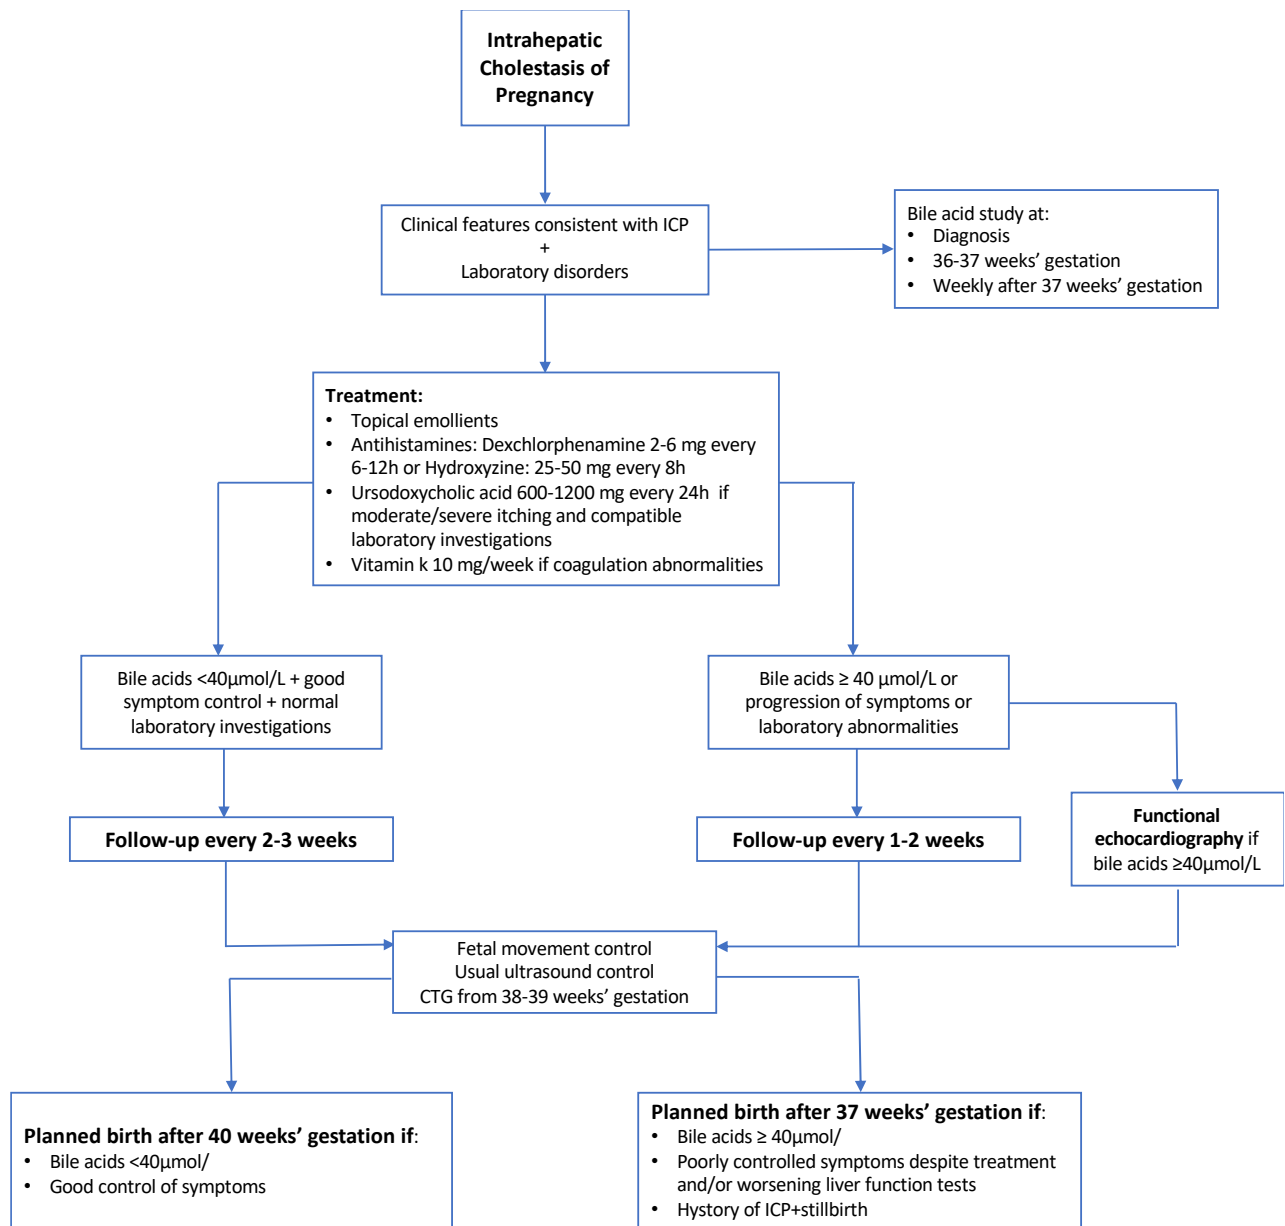 Intrahepatic
Cholestasis of
Pregnancy
Clinical features consistent with ICP
+
Laboratory disorders
Bile acid study at:
• Diagnosis
• 36-37 weeks’ gestation
• Weekly after 37 weeks’ gestation
Treatment:
• Topical emollients
• Antihistamines: Dexchlorphenamine 2-6 mg every
6-12h or Hydroxyzine: 25-50 mg every 8h
• Ursodoxycholic acid 600-1200 mg every 24h if
moderate/severe itching and compatible
laboratory investigations
• Vitamin k 10 mg/week if coagulation abnormalities
Bile acids <40µmol/L + good
symptom control + normal
laboratory investigations
Bile acids ≥ 40 µmol/L or
progression of symptoms or
laboratory abnormalities
Follow-up every 2-3 weeks
Follow-up every 1-2 weeks
Functional
echocardiography if
bile acids ≥40µmol/L
Fetal movement control
Usual ultrasound control
CTG from 38-39 weeks’ gestation
Planned birth after 40 weeks’ gestation if:
• Bile acids <40µmol/
• Good control of symptoms
Planned birth after 37 weeks’ gestation if:
• Bile acids ≥ 40µmol/
• Poorly controlled symptoms despite treatment
and/or worsening liver function tests
• Hystory of ICP+stillbirth